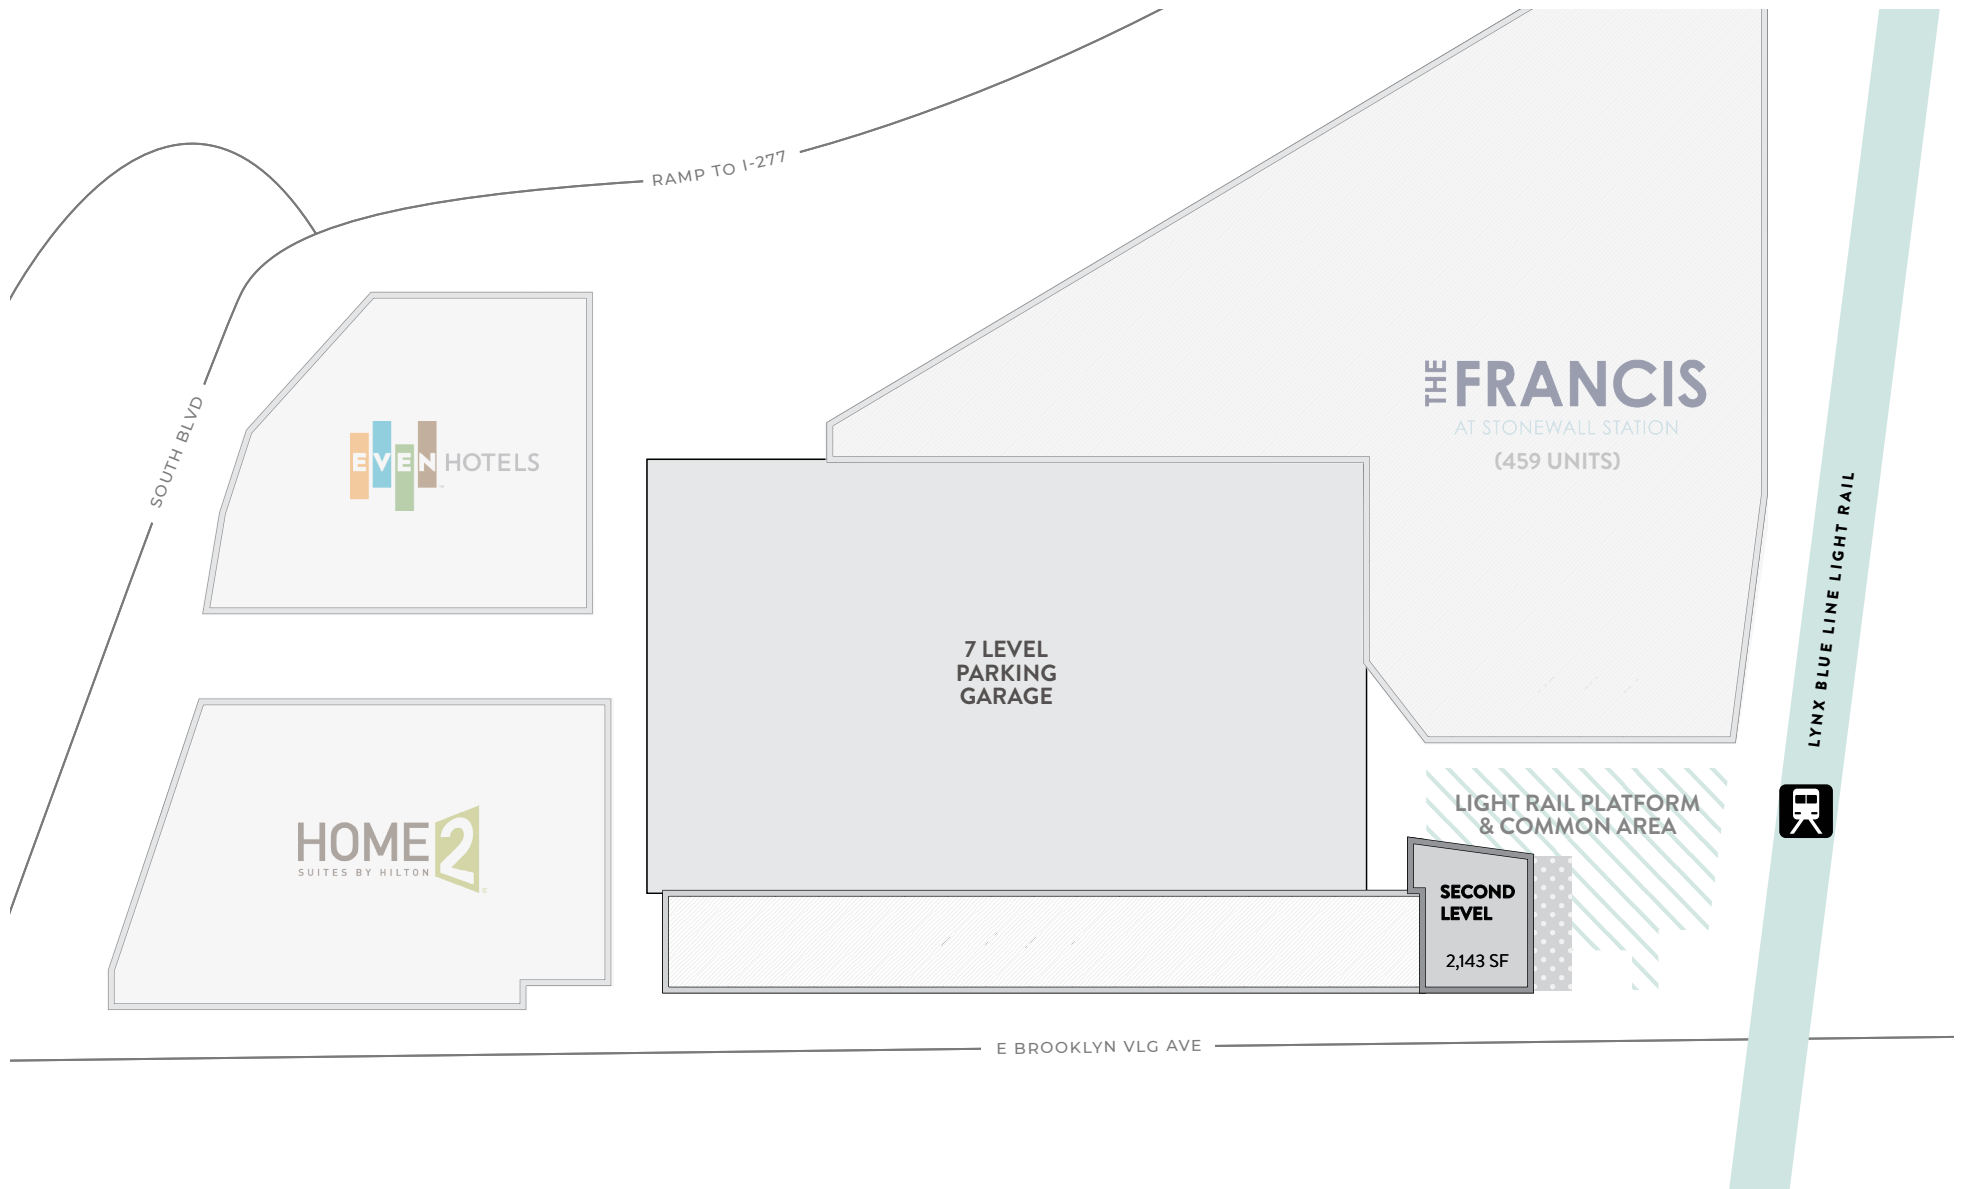 RAMP TO I-277
SOUTH BLVD
EVEN HOTELS
THE FRANCIS
AT STONEWALL STATION
(459 UNITS)
LYNX BLUE LINE LIGHT RAIL
7 LEVEL
PARKING
GARAGE
HOME2
SUITES BY HILTON
LIGHT RAIL PLATFORM
& COMMON AREA
SECOND
LEVEL
2,143 SF
E BROOKLYN VLG AVE